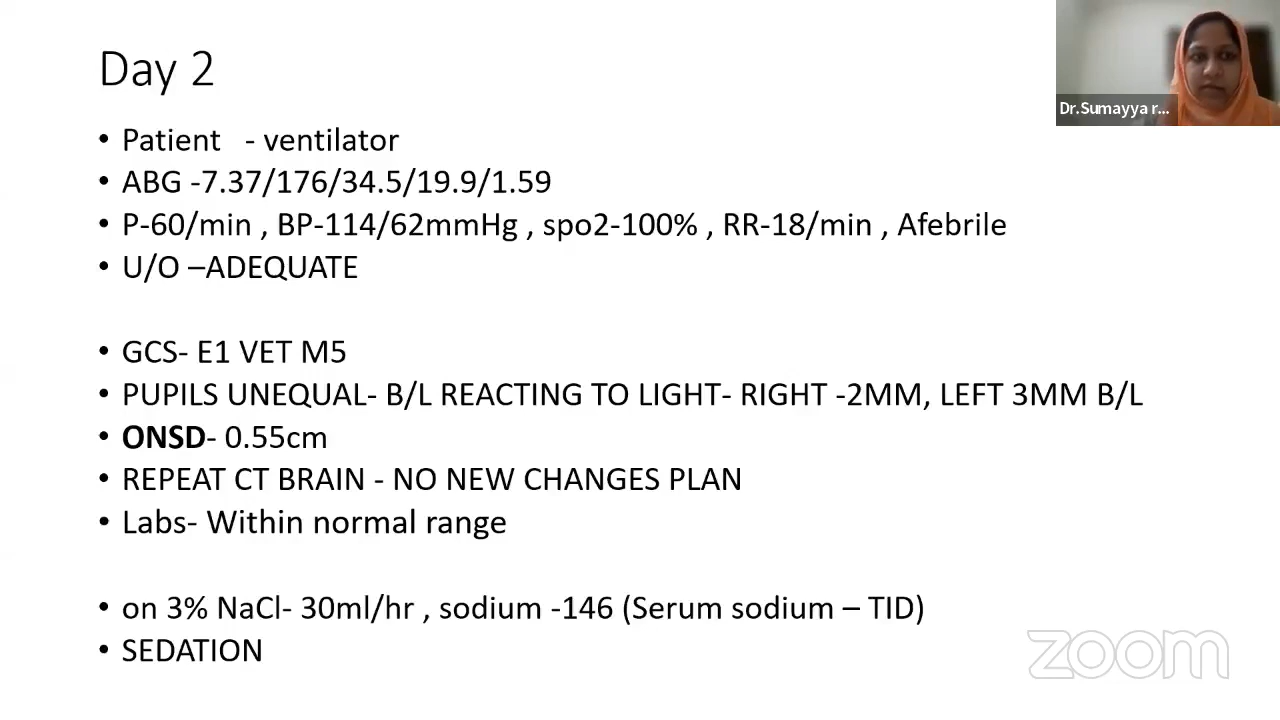 Day 2
Dr.Sumayya r...
• Patient - ventilator
• ABG -7.37/176/34.5/19.9/1.59
• P-60/min , BP-114/62mmHg , spo2-100% , RR-18/min , Afebrile
• U/O –ADEQUATE
• GCS- E1 VET M5
• PUPILS UNEQUAL- B/L REACTING TO LIGHT- RIGHT -2MM, LEFT 3MM B/L
• ONSD- 0.55cm
• REPEAT CT BRAIN - NO NEW CHANGES PLAN
• Labs- Within normal range
• on 3% NaCl- 30ml/hr , sodium -146 (Serum sodium – TID)
• SEDATION
zoom